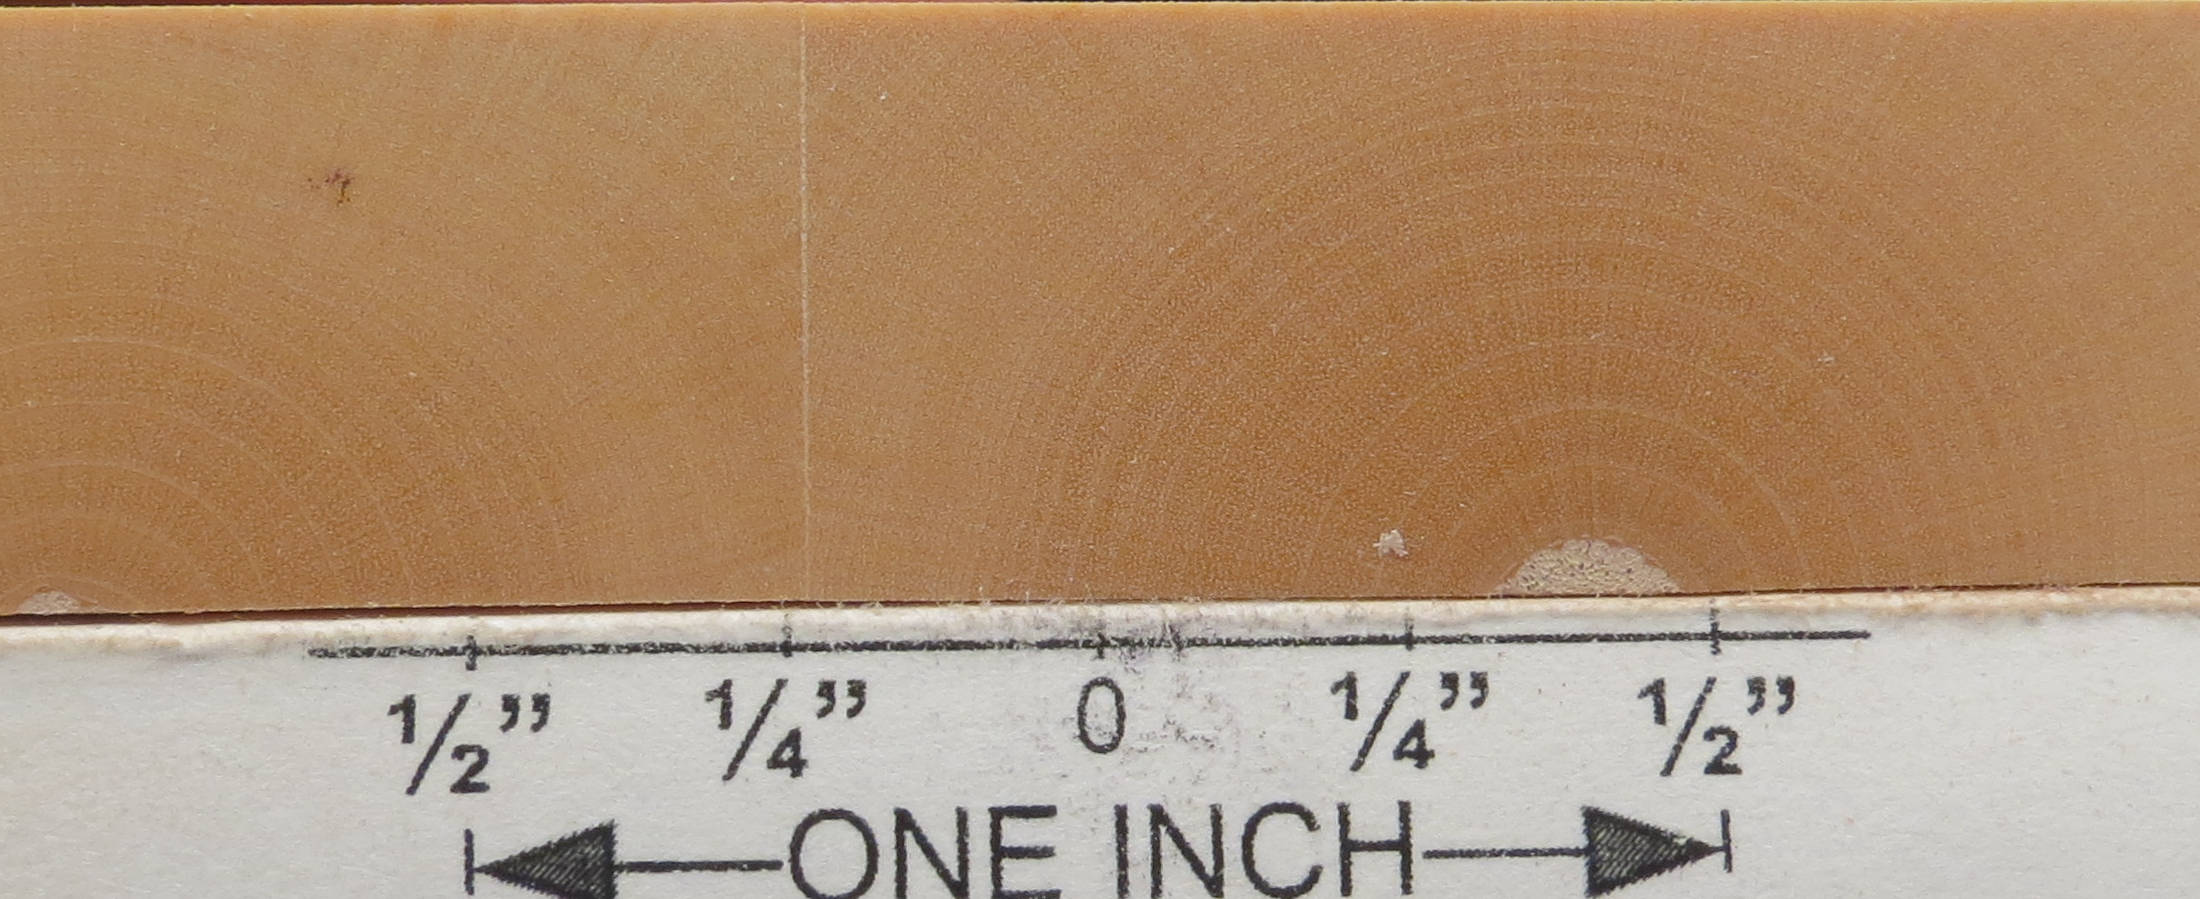 1/2” 1/4” 0 1/4” 1/2”
ONE INCH